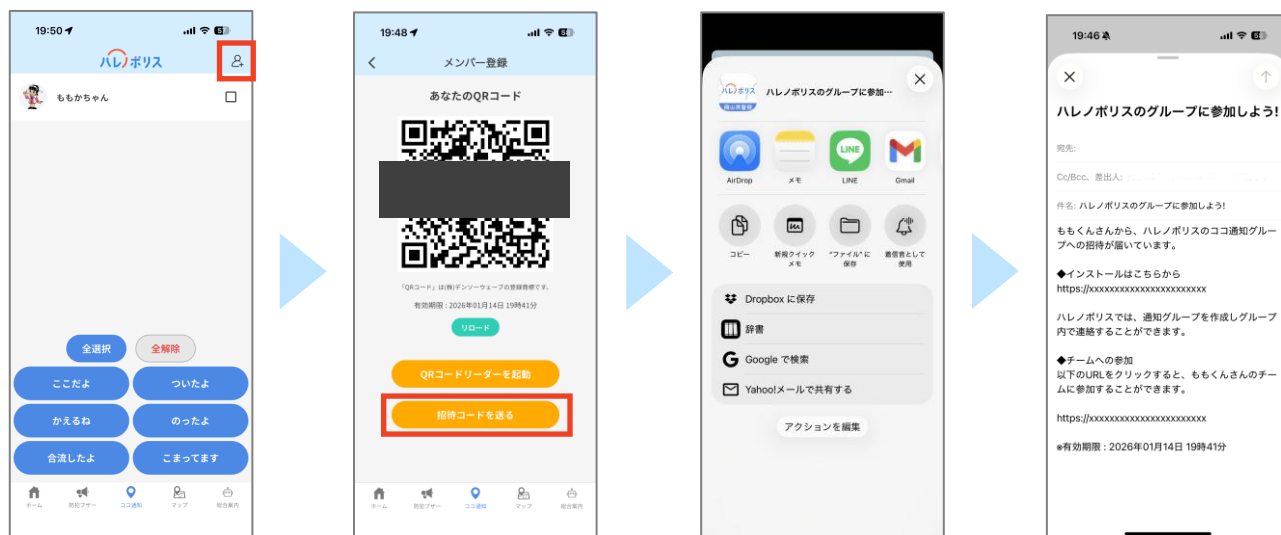 19:50
ハレノポリス
ももかちゃん
全選択
全解除
ここだよ
ついたよ
かえるね
のったよ
合流したよ
こまってます
ホーム
防犯ブザー
ココ通知
マップ
総合案内
19:48
メンバー登録
あなたのQRコード
「QRコード」は(株)デンソーウェーブの登録商標です。
有効期限 : 2026年01月14日 19時41分
リロード
QRコードリーダーを起動
招待コードを送る
ホーム
防犯ブザー
ココ通知
マップ
総合案内
ハレノポリス
岡山県警察
ハレノポリスのグループに参加…
AirDrop
メモ
LINE
LINE
Gmail
コピー
新規クイック
メモ
"ファイル"に
保存
着信音として
使用
Dropbox に保存
辞書
Google で検索
Yahoo!メールで共有する
アクションを編集
19:46
ハレノポリスのグループに参加しよう!
宛先:
Cc/Bcc、差出人:
件名: ハレノポリスのグループに参加しよう!
ももくんさんから、ハレノポリスのココ通知グルー
プへの招待が届いています。
◆インストールはこちらから
https://xxxxxxxxxxxxxxxxxxxxxxxx
ハレノポリスでは、通知グループを作成しグループ
内で連絡することができます。
◆チームへの参加
以下のURLをクリックすると、ももくんさんのチー
ムに参加することができます。
https://xxxxxxxxxxxxxxxxxxxxxxxx
※有効期限 : 2026年01月14日 19時41分